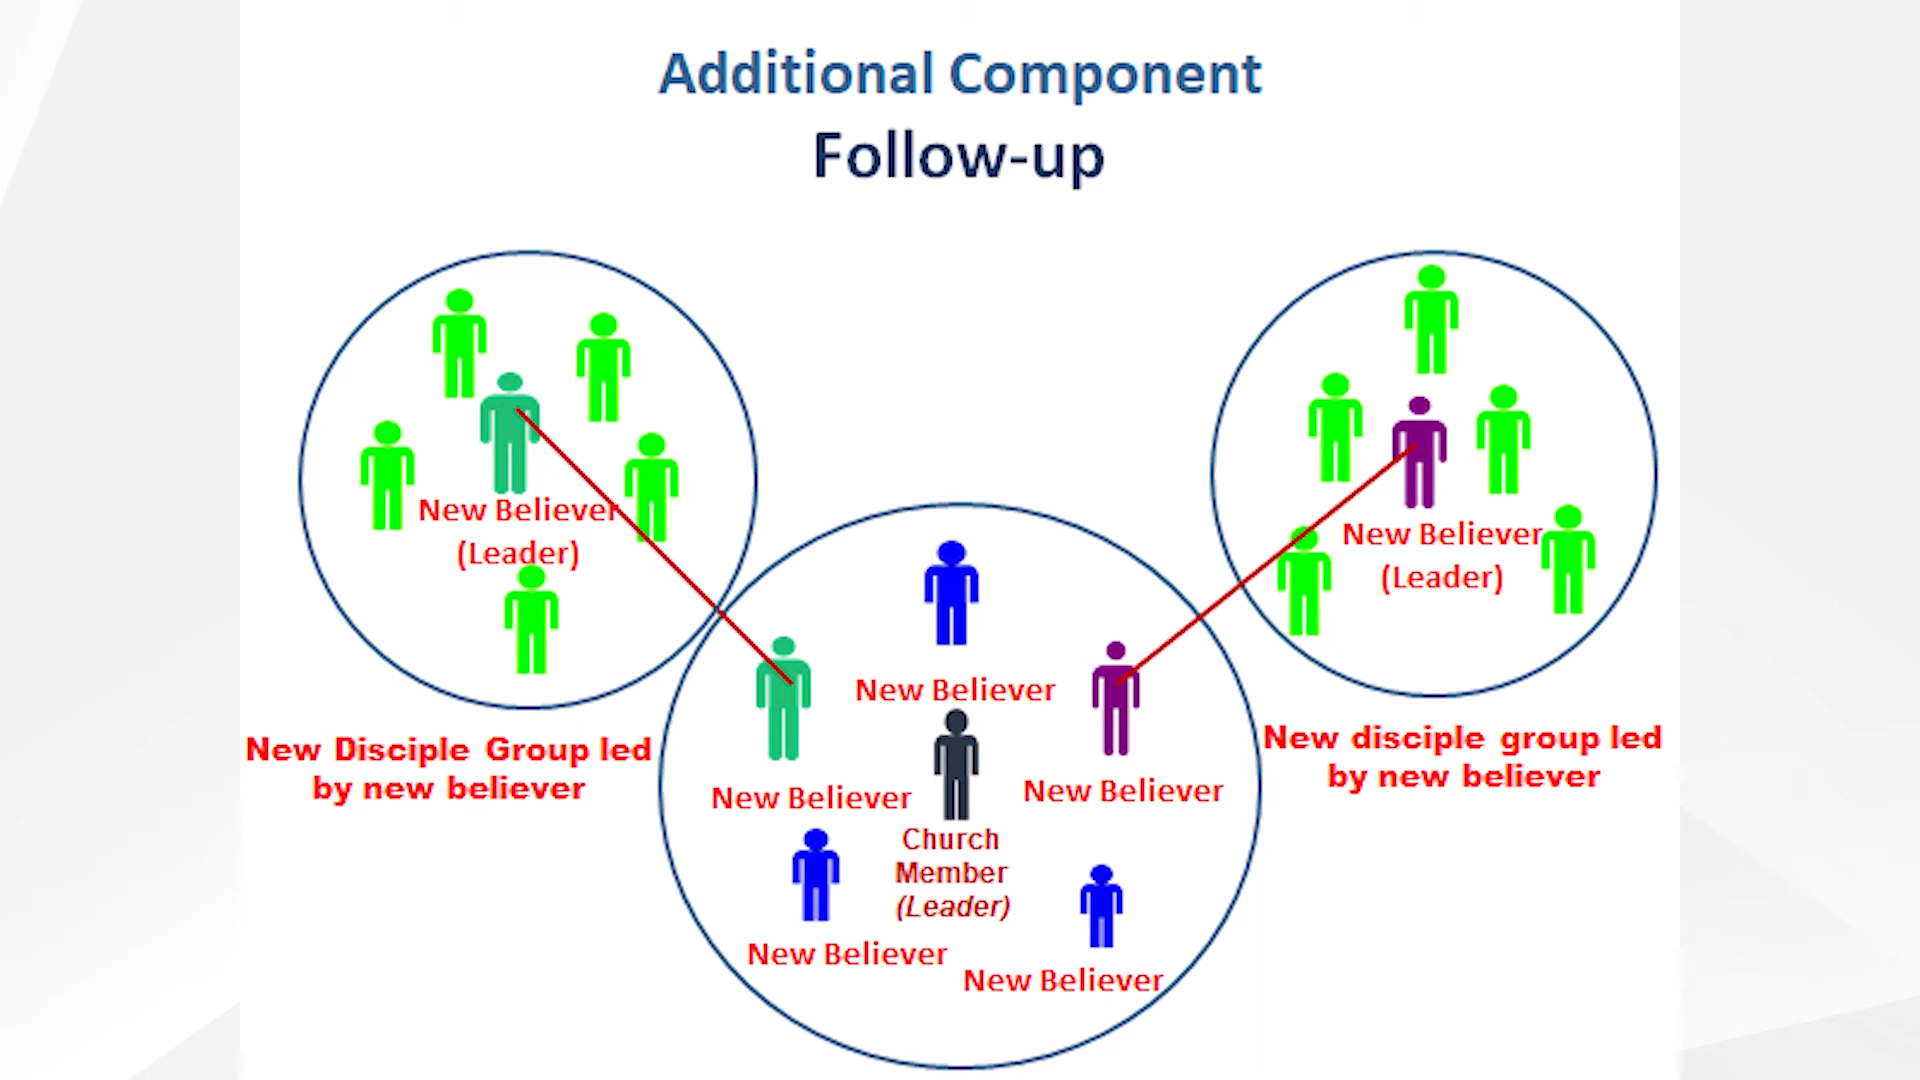 Additional Component
Follow-up
New Believer
(Leader)
New Believer
(Leader)
New Disciple Group led
by new believer
New disciple group led
by new believer
New Believer
New Believer
New Believer
Church
Member
(Leader)
New Believer
New Believer